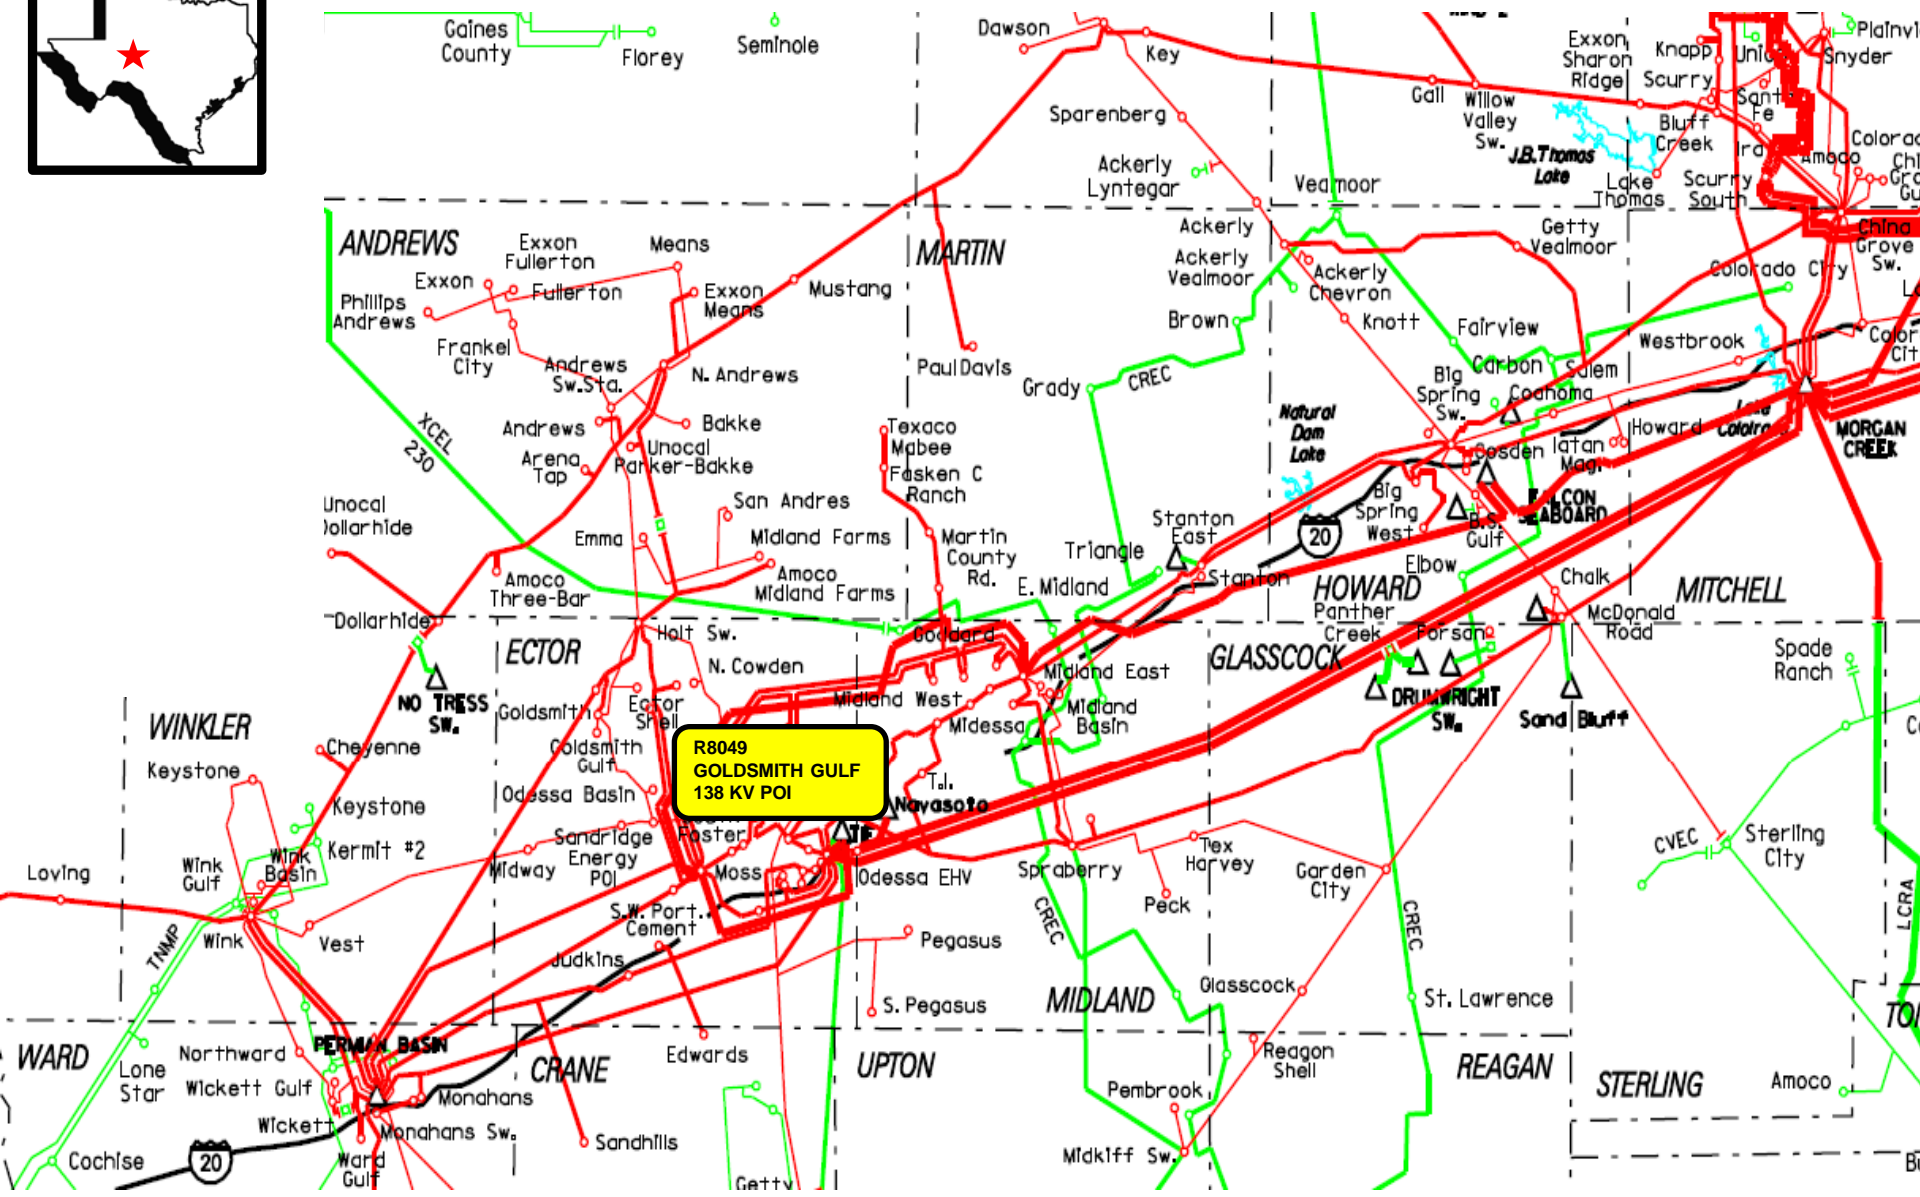 Gaines
County
Florey
Seminole
Dawson
Key
Exxon
Sharon
Ridge
Knapp
Scurry
Snyder
Gail
Willow
Valley
Sw.
J.B.Thomas
Lake
Bluff
Creek
Ira
Amoco
Lake
Thomas
Scurry
South
Sparenberg
Ackerly
Lyntegar
Vealmoor
Ackerly
Getty
Vealmoor
China
Grove
Sw.
Colorado City
ANDREWS
Exxon
Fullerton
Means
MARTIN
Exxon
Fullerton
Phillips
Andrews
Exxon
Means
Mustang
Ackerly
Vealmoor
Ackerly
Chevron
Brown
Knott
Fairview
Westbrook
Frankel
City
Andrews
Sw.Sta.
N. Andrews
Paul Davis
Grady
CREC
Carbon
Salem
Big
Spring
Sw.
Coahoma
Natural
Dam
Lake
Howard
MORGAN
CREEK
XCEL
230
Andrews
Bakke
Arena
Tap
Unocal
Parker-Bakke
Texaco
Mabee
Fasken C
Ranch
Cosden
Iatan
Mag.
Big
Spring
West
FALCON
SEABOARD
B.S.
Gulf
San Andres
Emma
Midland Farms
Amoco
Midland Farms
Amoco
Three-Bar
Martin
County
Rd.
Stanton
East
Triangle
Stanton
E. Midland
20
Elbow
HOWARD
Chalk
MITCHELL
McDonald
Road
Panther
Creek
Forsan
Dollarhide
ECTOR
Holt Sw.
Goddard
N. Cowden
GLASSCOCK
Midland East
Spade
Ranch
NO TRESS
SW.
Goldsmith
Ector
Shell
Midland West
Midessa
Midland
Basin
DRUMWRIGHT
SW.
Sand Bluff
WINKLER
Cheyenne
Keystone
Goldsmith
Gulf
R8049
GOLDSMITH GULF
138 KV POI
T.I.
Navasota
Keystone
Odessa Basin
Sandridge
Energy
POI
Foster
Kermit #2
Wink
Basin
Wink
Gulf
Loving
Midway
Moss
Odessa EHV
Spraberry
Tex
Harvey
Garden
City
CVEC
Sterling
City
Peck
S.W. Port.
Cement
Wink
Vest
TNMP
Judkins
Pegasus
CREC
CREC
LCRA
S. Pegasus
MIDLAND
Glasscock
St. Lawrence
WARD
Northward
PERMIAN BASIN
Lone
Star
Wickett Gulf
CRANE
Edwards
UPTON
Reagan
Shell
REAGAN
STERLING
Amoco
Pembrook
Monahans
Wickett
Monahans Sw.
Sandhills
Midkiff Sw.
Cochise
20
Ward
Gulf
Getty